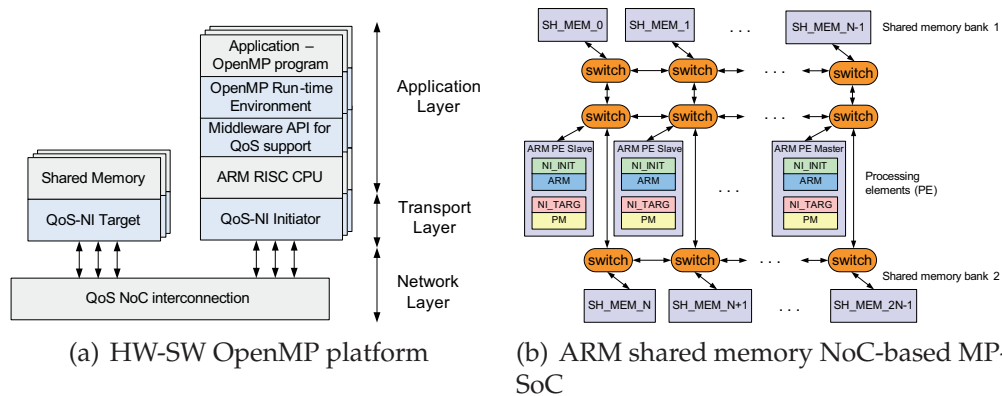 Application –
OpenMP program
OpenMP Run-time
Environment
Middleware API for
QoS support
ARM RISC CPU
QoS-NI Initiator
Shared Memory
QoS-NI Target
QoS NoC interconnection
Application
Layer
Transport
Layer
Network
Layer
(a) HW-SW OpenMP platform
SH_MEM_0
SH_MEM_1
. . .
SH_MEM_N-1
Shared memory bank 1
switch
switch
. . .
switch
switch
switch
. . .
switch
ARM PE Slave
NI_INIT
ARM
NI_TARG
PM
ARM PE Slave
NI_INIT
ARM
NI_TARG
PM
. . .
ARM PE Master
NI_INIT
ARM
NI_TARG
PM
Processing
elements (PE)
switch
switch
. . .
switch
Shared memory bank 2
SH_MEM_N
SH_MEM_N+1
. . .
SH_MEM_2N-1
(b) ARM shared memory NoC-based MP-
SoC